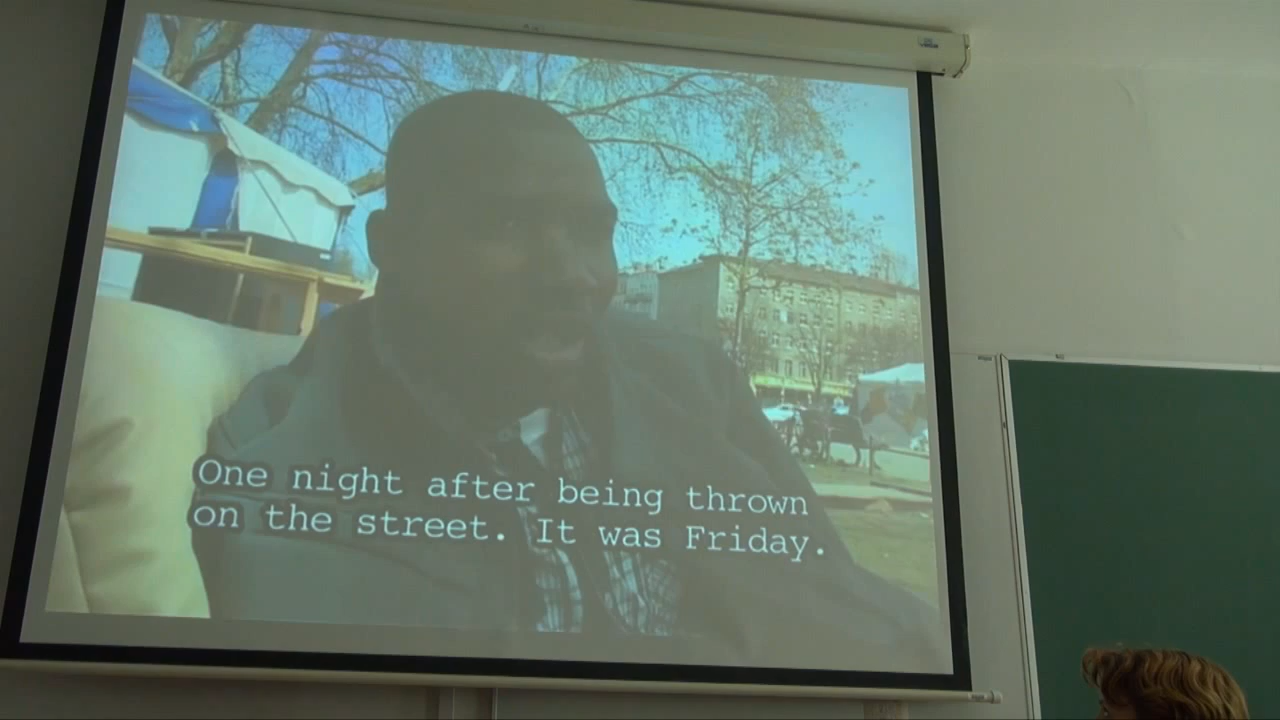 One night after being thrown
on the street. It was Friday.